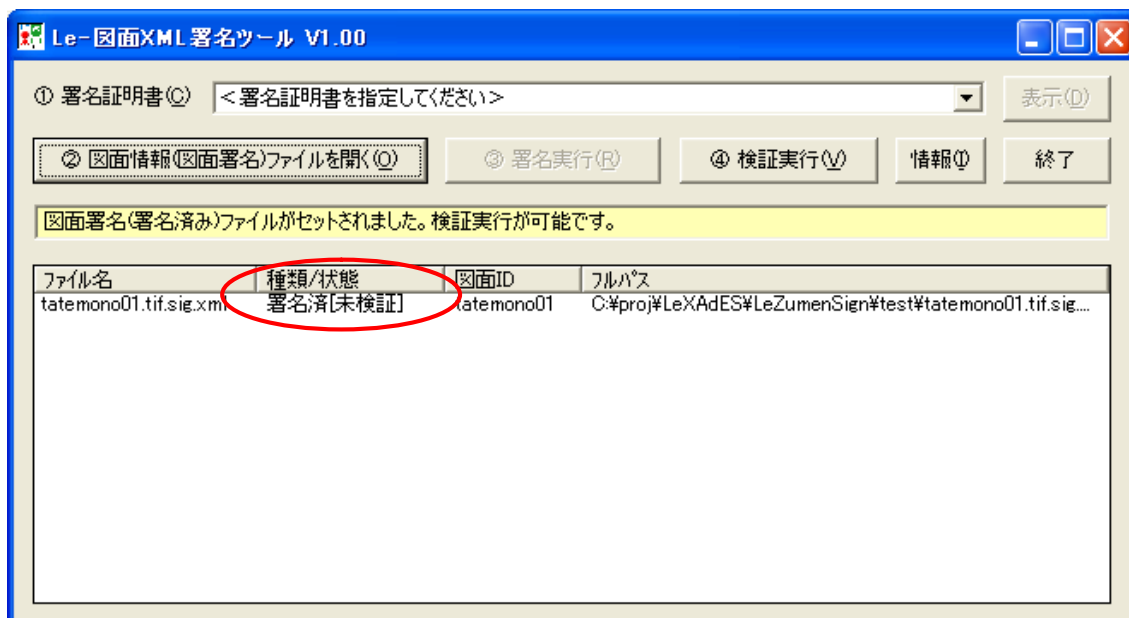 Le-図面XML署名ツール V1.00
① 署名証明書(C) <署名証明書を指定してください> 表示(D)
② 図面情報(図面署名)ファイルを開く(O) ③ 署名実行(R) ④ 検証実行(V) 情報(I) 終了
図面署名(署名済み)ファイルがセットされました。検証実行が可能です。
ファイル名 種類/状態 図面ID フルパス
tatemono01.tif.sig.xml 署名済[未検証] tatemono01 C:¥proj¥LeXAdES¥LeZumenSign¥test¥tatemono01.tif.sig....